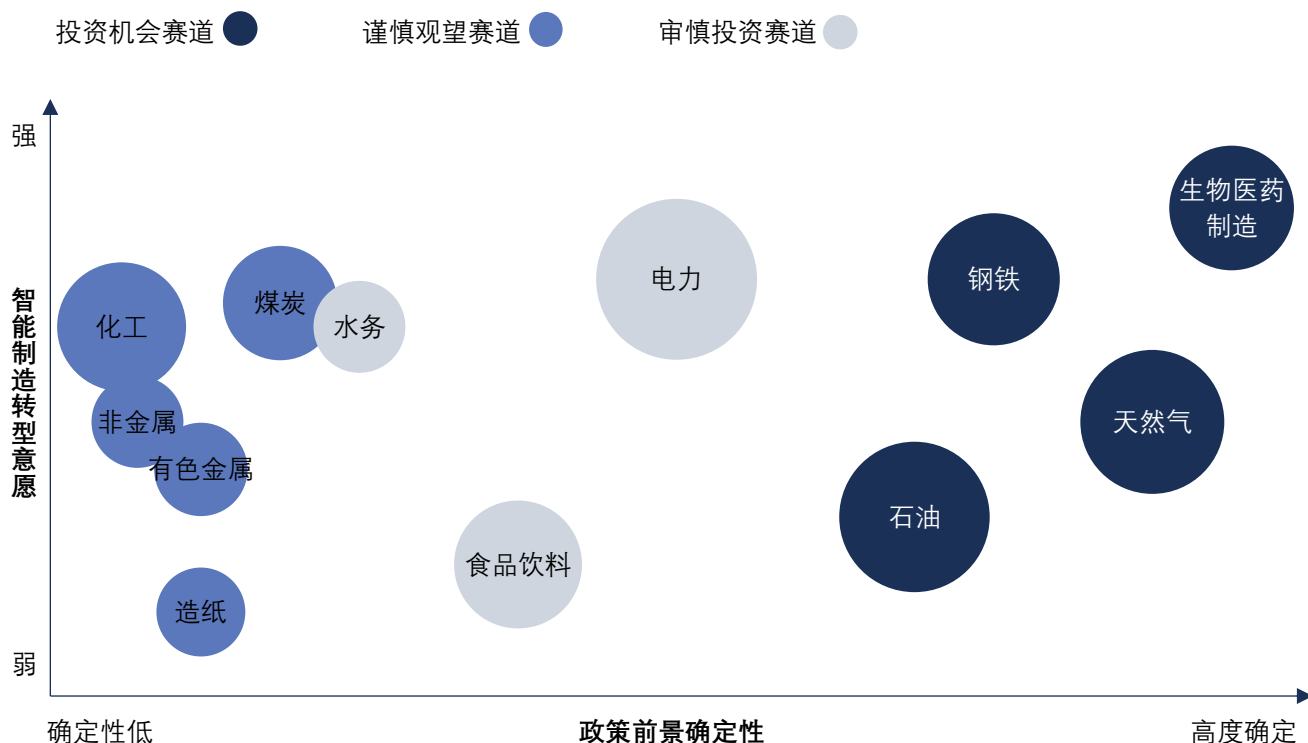 投资机会赛道
谨慎观望赛道
审慎投资赛道
强
生物医药
制造
电力
钢铁
煤炭
化工
水务
智能制造转型意愿
非金属
天然气
有色金属
石油
食品饮料
造纸
弱
确定性低
政策前景确定性
高度确定